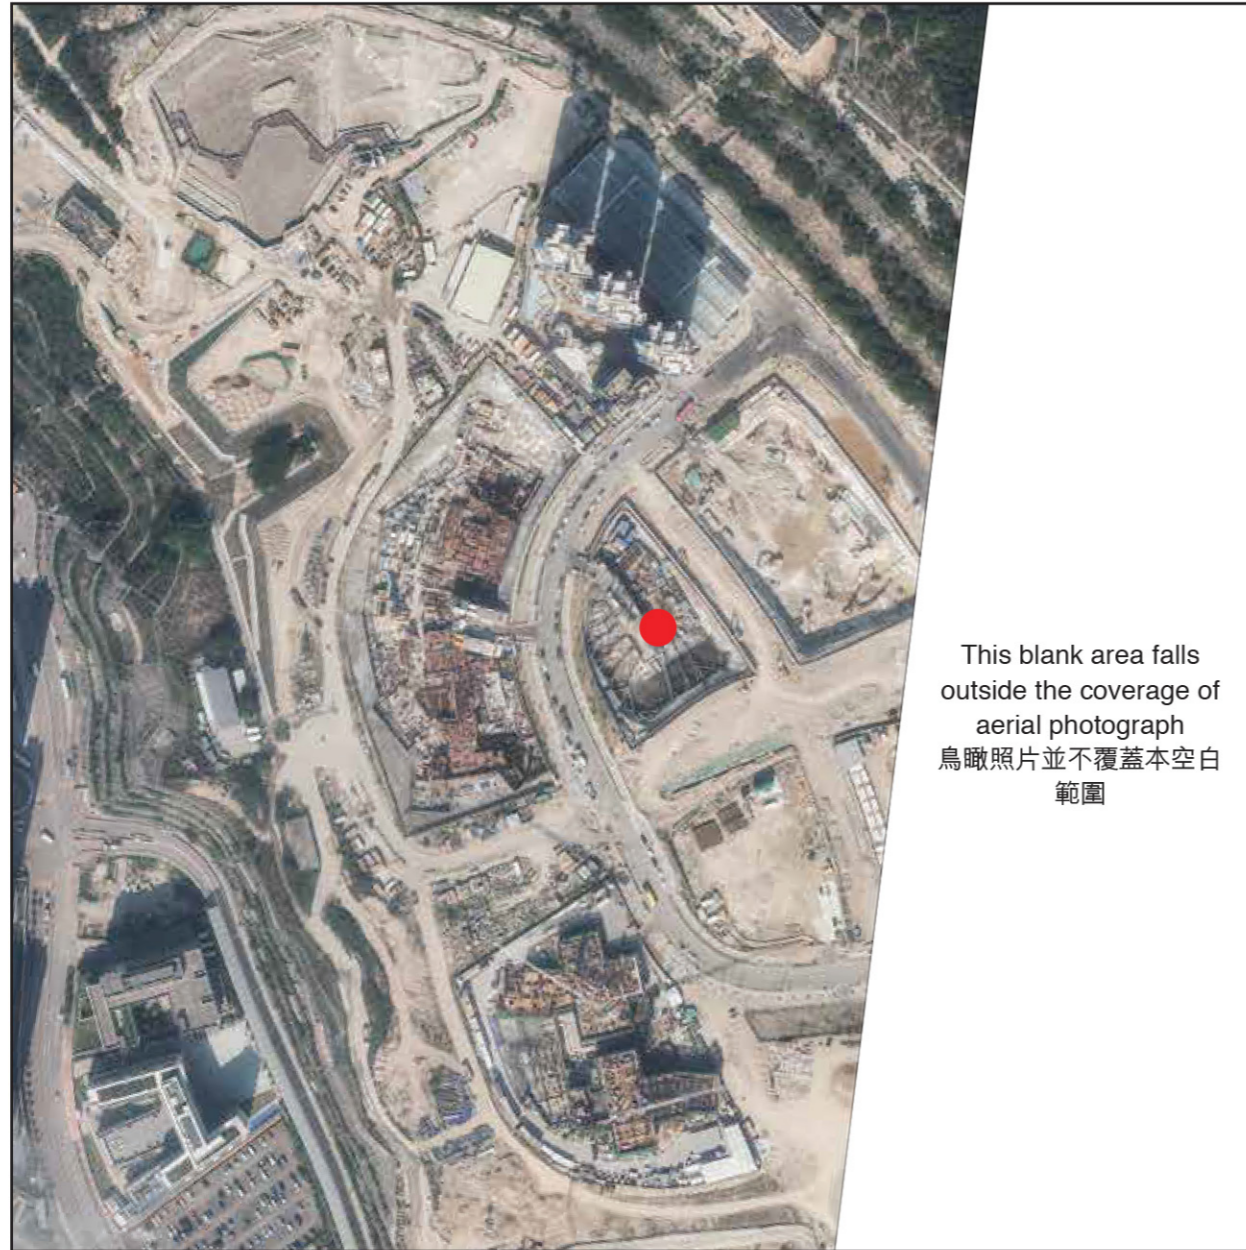 This blank area falls
outside the coverage of
aerial photograph
鳥瞰照片並不覆蓋本空白
範圍